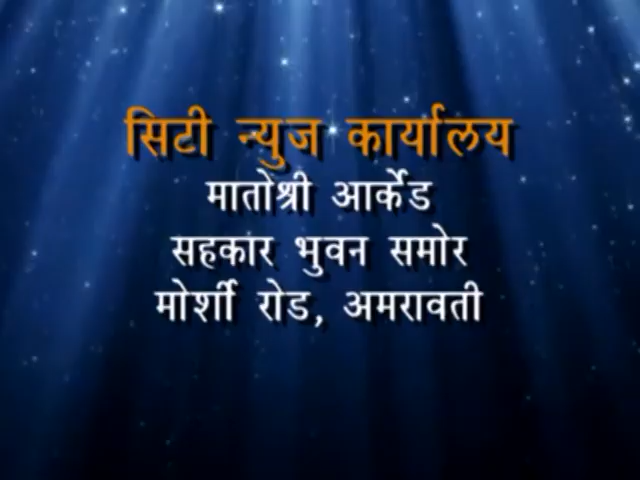 सिटी न्युज कार्यालय
मातोश्री आर्केड
सहकार भुवन समोर
मोर्शी रोड, अमरावती